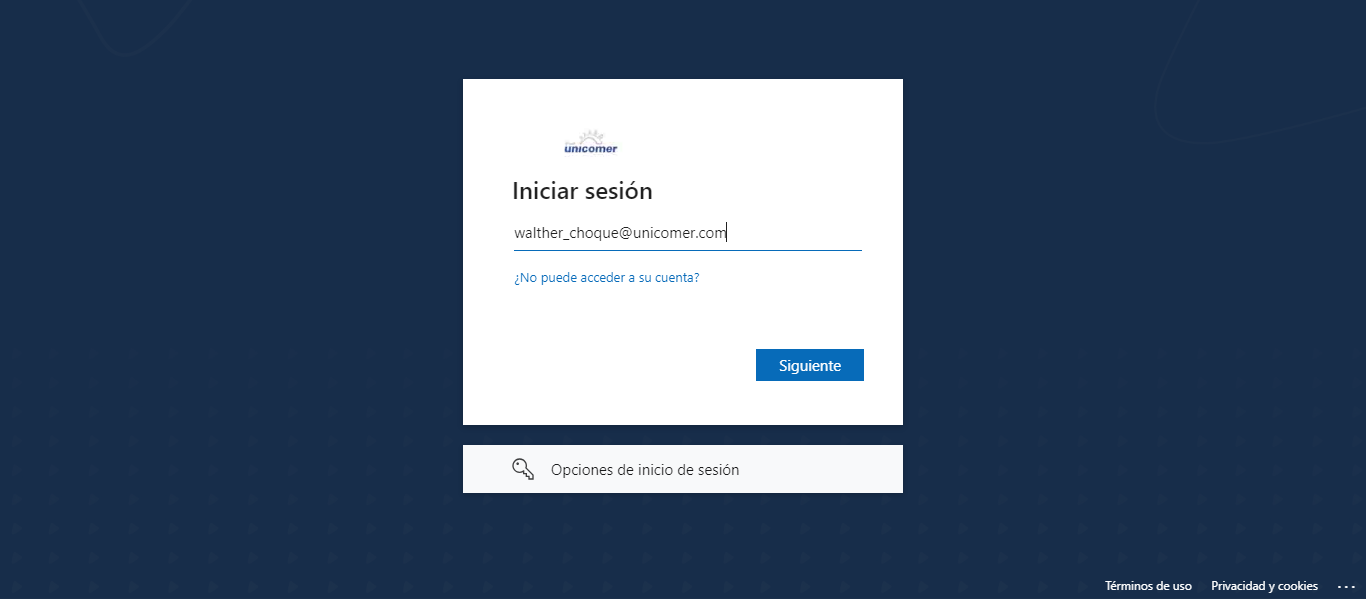 unicomer
Iniciar sesión
walther_choque@unicomer.com
¿No puede acceder a su cuenta?
Siguiente
Opciones de inicio de sesión
Términos de uso Privacidad y cookies ...